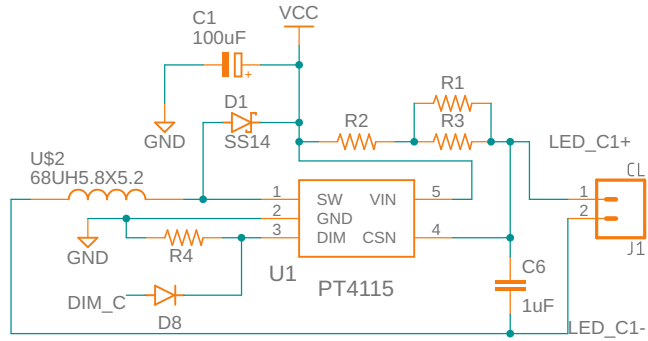 VCC
C1
100uF
+
GND
D1
SS14
R1
R2
R3
LED_C1+
U$2
68UH5.8X5.2
CL
1
2
J1
1
SW
VIN
5
2
GND
3
DIM
CSN
4
GND
R4
U1
PT4115
C6
1uF
DIM_C
D8
LED_C1-